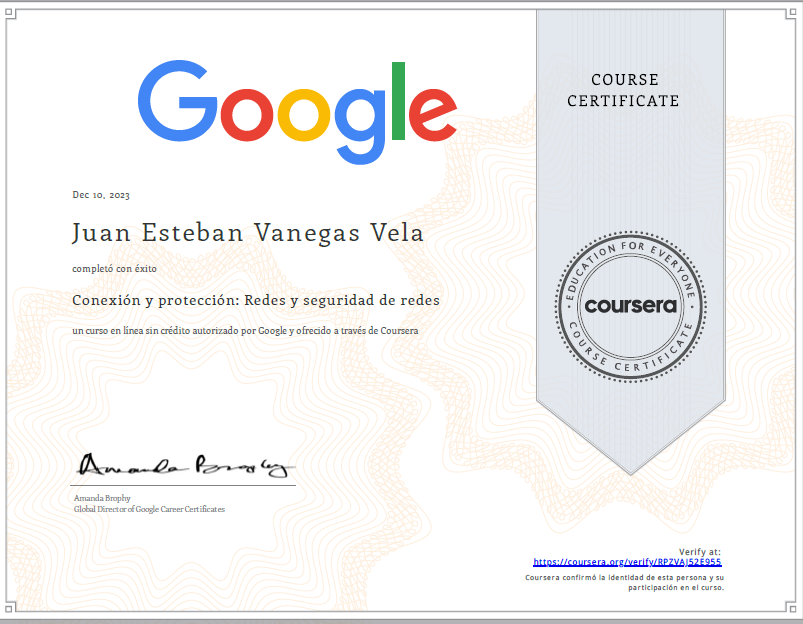 Google
COURSE
CERTIFICATE
Dec 10, 2023
Juan Esteban Vanegas Vela
completó con éxito
Conexión y protección: Redes y seguridad de redes
un curso en línea sin crédito autorizado por Google y ofrecido a través de Coursera
EDUCATION FOR EVERYONE
coursera
COURSE CERTIFICATE
Amanda Brophy
Amanda Brophy
Global Director of Google Career Certificates
Verify at:
https://coursera.org/verify/RPZVAJ52E955
Coursera confirmó la identidad de esta persona y su
participación en el curso.